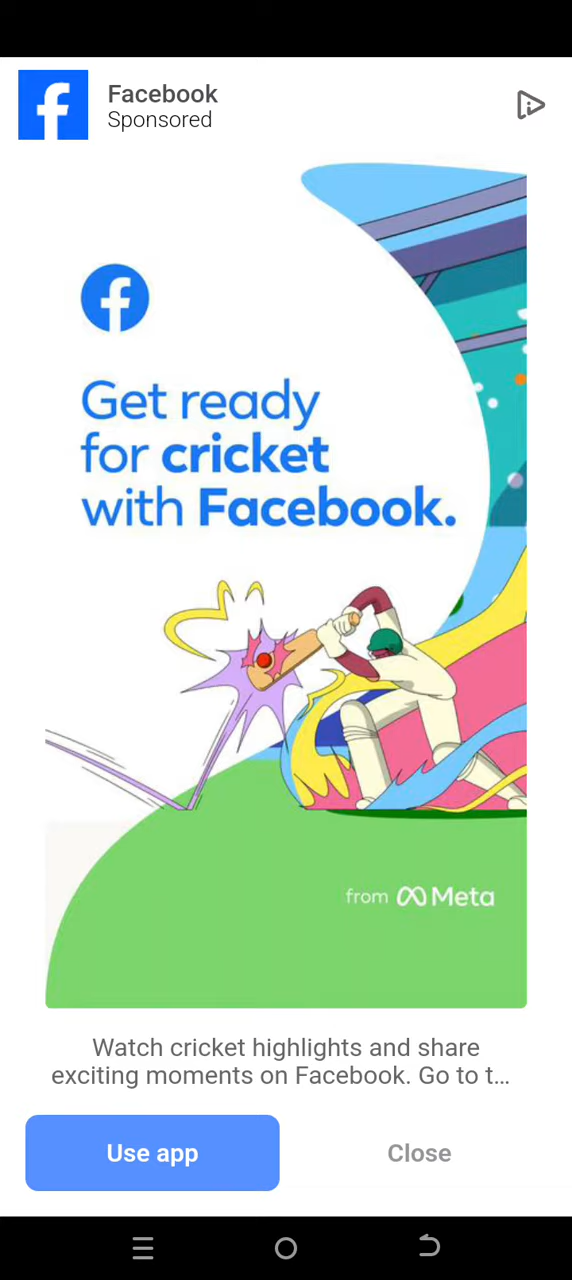 Facebook
Sponsored
Get ready
for cricket
with Facebook.
from Meta
Watch cricket highlights and share
exciting moments on Facebook. Go to t...
Use app
Close